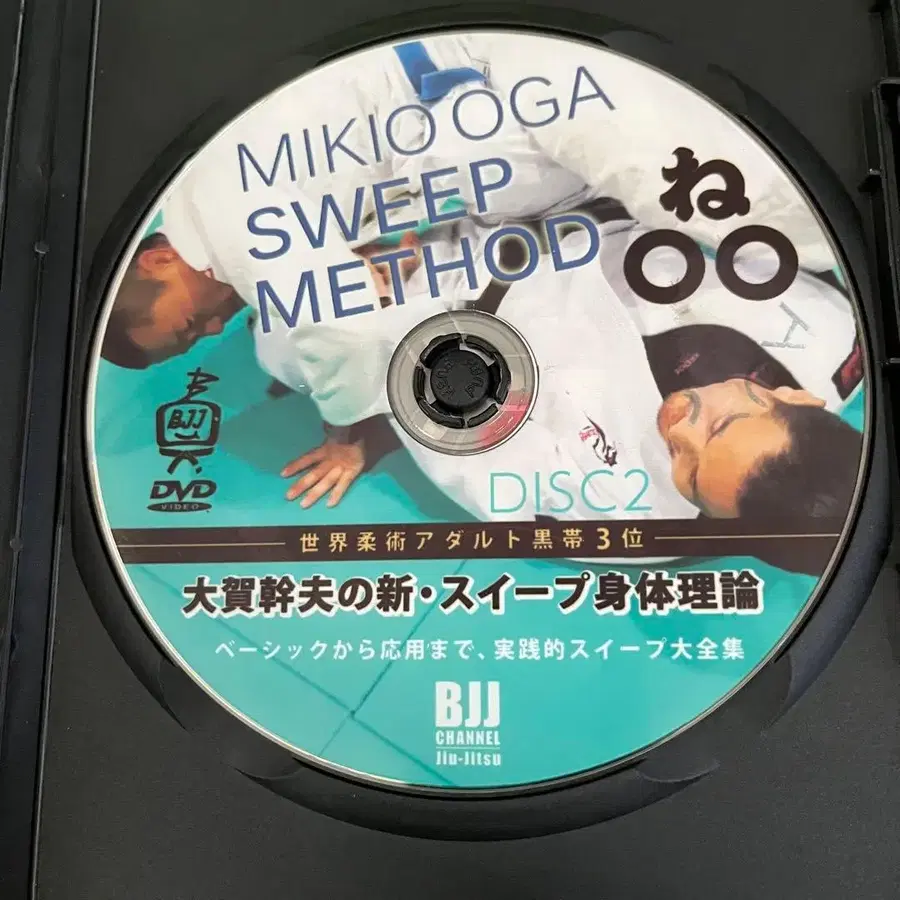 MIKIO OGA
SWEEP
METHOD
ね
〇〇
BJJ
DVD
VIDEO
DISC2
世界柔術アダルト黒帯3位
大賀幹夫の新・スイープ身体理論
ベーシックから応用まで、実践的スイープ大全集
BJJ
CHANNEL
Jiu-Jitsu